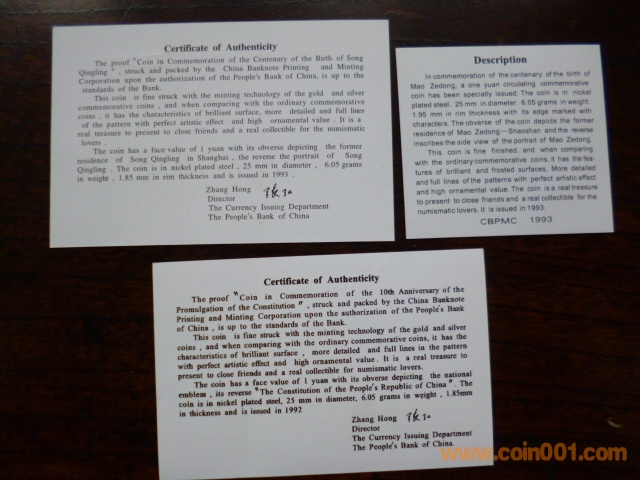 Certificate of Authenticity
The proof "Coin in Commemoration of the Centenary of the Birth of Song
Qingling", struck and packed by the China Banknote Printing and Minting
Corporation upon the authorization of the People's Bank of China, is up to the
standards of the Bank.
This coin is fine struck with the minting technology of the gold and silver
commemorative coins, and when comparing with the ordinary commemorative
coins, it has the characteristics of brilliant surface, more detailed and full lines
of the pattern with perfect artistic effect and high ornamental value. It is a
real treasure to present to close friends and a real collectible for the numismatic
lovers.
The coin has a face value of 1 yuan with its obverse depicting the former
residence of Song Qingling in Shanghai, the reverse the portrait of Song
Qingling. The coin is in nickel plated steel, 25 mm in diameter, 6.05 grams
in weight, 1.85 mm in rim thickness and is issued in 1993.
Zhang Hong
Director
The Currency Issuing Department
The People's Bank of China
Description
In commemoration of the centenary of the birth of
Mao Zedong, a one yuan circulating commemorative
coin has been specially issued. The coin is in nickel
plated steel, 25 mm in diameter, 6.05 grams in weight,
1.95 mm in rim thickness with its edge marked with
characters. The obverse of the coin depicts the former
residence of Mao Zedong—Shaoshan and the reverse
inscribes the side view of the portrait of Mao Zedong.
This coin is fine finished, and when comparing
with the ordinary commemorative coins, it has the fea-
tures of brilliant and frosted surfaces, More detailed
and full lines of the patterns with perfect artistic effect
and high ornamental value. The coin is a real treasure
to present to close friends and a real collectible for the
numismatic lovers. It is issued in 1993.
CBPMC 1993
Certificate of Authenticity
The proof "Coin in Commemoration of the 10th Anniversary of the
Promulgation of the Constitution", struck and packed by the China Banknote
Printing and Minting Corporation upon the authorization of the People's Bank
of China, is up to the standards of the Bank.
This coin is fine struck with the minting technology of the gold and silver
coins, and when comparing with the ordinary commemorative coins, it has the
characteristics of brilliant surface, more detailed and full lines in the pattern
with perfect artistic effect and high ornamental value. It is a real treasure to
present to close friends and a real collectible for numismatic lovers.
The coin has a face value of 1 yuan with its obverse depicting the national
emblem, its reverse "The Constitution of the People's Republic of China". The
coin is in nickel plated steel, 25 mm in diameter, 6.05 grams in weight, 1.85mm
in thickness and is issued in 1992
Zhang Hong
Director
The Currency Issuing Department
The People's Bank of China
www.coin001.com